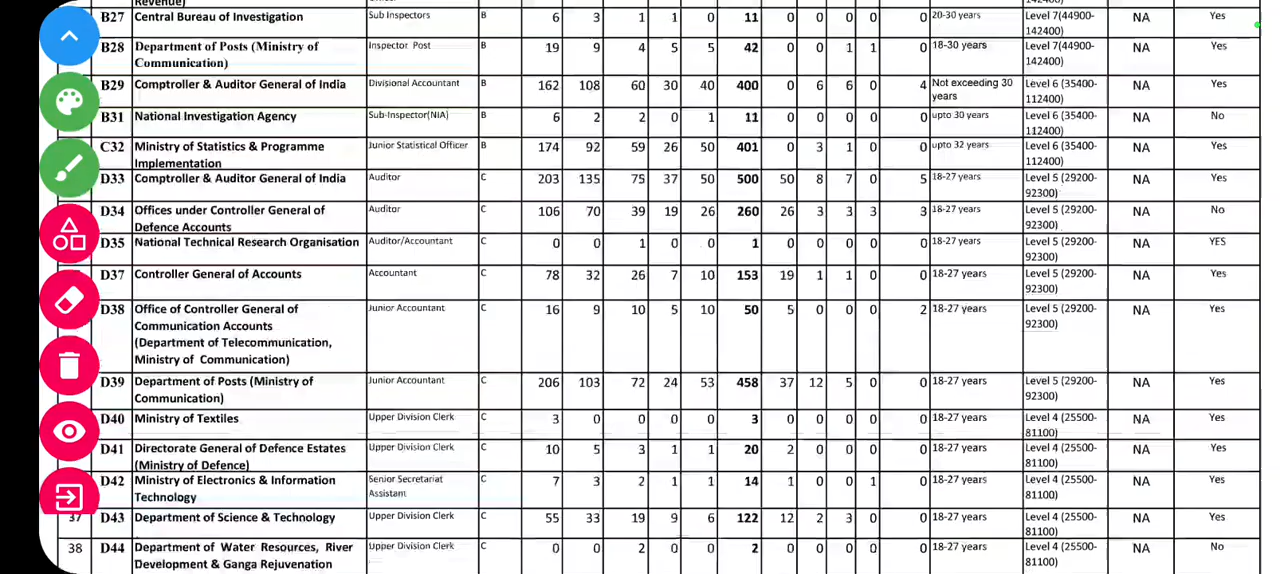 Revenue)
142400)
B27 Central Bureau of Investigation Sub Inspectors B 6 3 1 1 0 11 0 0 0 0 0 20-30 years Level 7(44900- NA Yes
142400)
B28 Department of Posts (Ministry of Inspector Post B 19 9 4 5 5 42 0 0 1 1 0 18-30 years Level 7(44900- NA Yes
Communication) 142400)
B29 Comptroller & Auditor General of India Divisional Accountant B 162 108 60 30 40 400 0 6 6 0 4 Not exceeding 30 Level 6 (35400- NA Yes
years 112400)
B31 National Investigation Agency Sub-Inspector(NIA) B 6 2 2 0 1 11 0 0 0 0 0 upto 30 years Level 6 (35400- NA No
112400)
C32 Ministry of Statistics & Programme Junior Statistical Officer B 174 92 59 26 50 401 0 3 1 0 0 upto 32 years Level 6 (35400- NA Yes
Implementation 112400)
D33 Comptroller & Auditor General of India Auditor C 203 135 75 37 50 500 50 8 7 0 5 18-27 years Level 5 (29200- NA Yes
92300)
D34 Offices under Controller General of Auditor C 106 70 39 19 26 260 26 3 3 3 3 18-27 years Level 5 (29200- NA No
Defence Accounts 92300)
D35 National Technical Research Organisation Auditor/Accountant C 0 0 1 0 0 1 0 0 0 0 0 18-27 years Level 5 (29200- NA YES
92300)
D37 Controller General of Accounts Accountant C 78 32 26 7 10 153 19 1 1 0 0 18-27 years Level 5 (29200- NA Yes
92300)
D38 Office of Controller General of Junior Accountant C 16 9 10 5 10 50 5 0 0 0 2 18-27 years Level 5 (29200- NA Yes
Communication Accounts 92300)
(Department of Telecommunication,
Ministry of Communication)
D39 Department of Posts (Ministry of Junior Accountant C 206 103 72 24 53 458 37 12 5 0 0 18-27 years Level 5 (29200- NA Yes
Communication) 92300)
D40 Ministry of Textiles Upper Division Clerk C 3 0 0 0 0 3 0 0 0 0 0 18-27 years Level 4 (25500- NA Yes
81100)
D41 Directorate General of Defence Estates Upper Division Clerk C 10 5 3 1 1 20 2 0 0 0 0 18-27 years Level 4 (25500- NA Yes
(Ministry of Defence) 81100)
D42 Ministry of Electronics & Information Senior Secretariat C 7 3 2 1 1 14 1 0 0 1 0 18-27 years Level 4 (25500- NA Yes
Technology Assistant 81100)
37 D43 Department of Science & Technology Upper Division Clerk C 55 33 19 9 6 122 12 2 3 0 0 18-27 years Level 4 (25500- NA Yes
81100)
38 D44 Department of Water Resources, River Upper Division Clerk C 0 0 2 0 0 2 0 0 0 0 0 18-27 years Level 4 (25500- NA No
Development & Ganga Rejuvenation 81100)